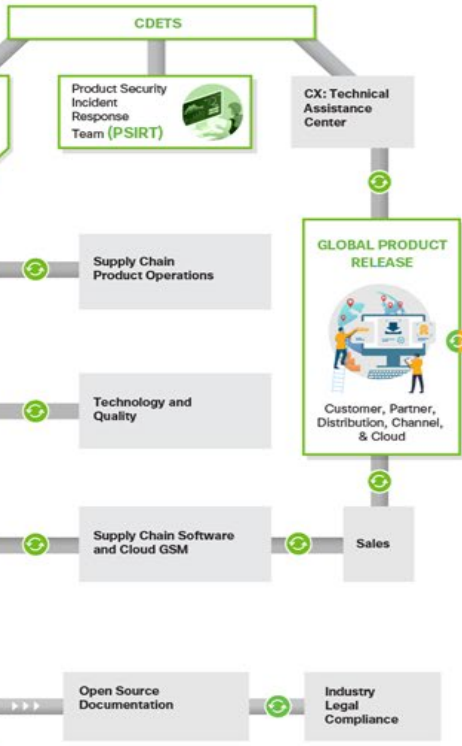 CDETS
Product Security
Incident
Response
Team (PSIRT)
CX: Technical
Assistance
Center
GLOBAL PRODUCT
RELEASE
Customer, Partner,
Distribution, Channel,
& Cloud
Supply Chain
Product Operations
Technology and
Quality
Supply Chain Software
and Cloud GSM
Sales
Open Source
Documentation
Industry
Legal
Compliance